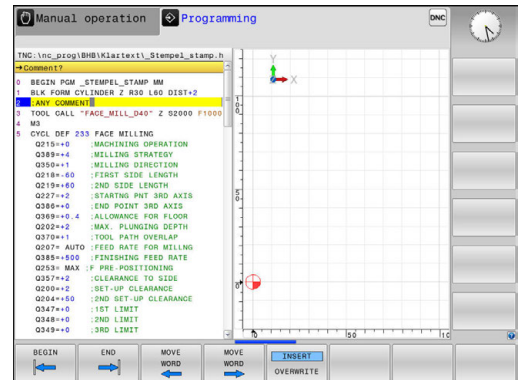 Manual operation
Programming
DNC
TNC:\nc_prog\BHB\Klartext\_Stempel_stamp.h
→Comment?
0 BEGIN PGM _STEMPEL_STAMP MM
1 BLK FORM CYLINDER Z R30 L60 DIST+2
2 ;ANY COMMENT
3 TOOL CALL "FACE_MILL_D40" Z S2000 F1000
4 M3
5 CYCL DEF 233 FACE MILLING
Q215=+0 ;MACHINING OPERATION
Q389=+4 ;MILLING STRATEGY
Q350=+1 ;MILLING DIRECTION
Q218=-60 ;FIRST SIDE LENGTH
Q219=+60 ;2ND SIDE LENGTH
Q227=+2 ;STARTNG PNT 3RD AXIS
Q386=+0 ;END POINT 3RD AXIS
Q369=+0.4 ;ALLOWANCE FOR FLOOR
Q202=+2 ;MAX. PLUNGING DEPTH
Q370=+1 ;TOOL PATH OVERLAP
Q207= AUTO ;FEED RATE FOR MILLNG
Q385=+500 ;FINISHING FEED RATE
Q253= MAX ;F PRE-POSITIONING
Q357=+2 ;CLEARANCE TO SIDE
Q200=+2 ;SET-UP CLEARANCE
Q204=+50 ;2ND SET-UP CLEARANCE
Q347=+0 ;1ST LIMIT
Q348=+0 ;2ND LIMIT
Q349=+0 ;3RD LIMIT
Y
X
100
50
0
0
50
BEGIN
END
MOVE
WORD
MOVE
WORD
INSERT
OVERWRITE